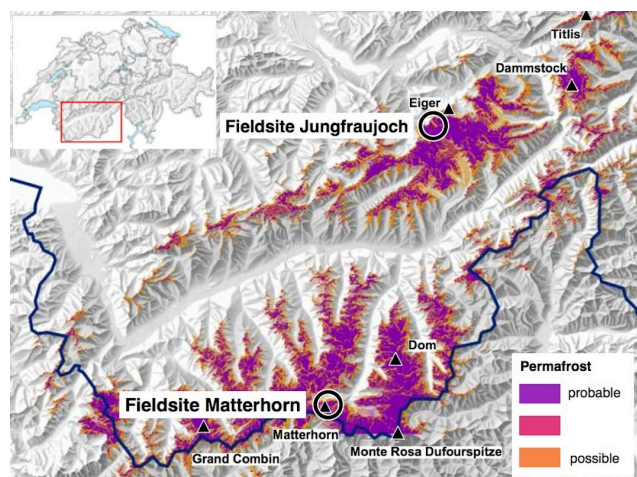 Titlis
Dammstock
Eiger
Fieldsite Jungfraujoch
Dom
Fieldsite Matterhorn
Matterhorn
Grand Combin
Monte Rosa Dufourspitze
Permafrost
probable
possible